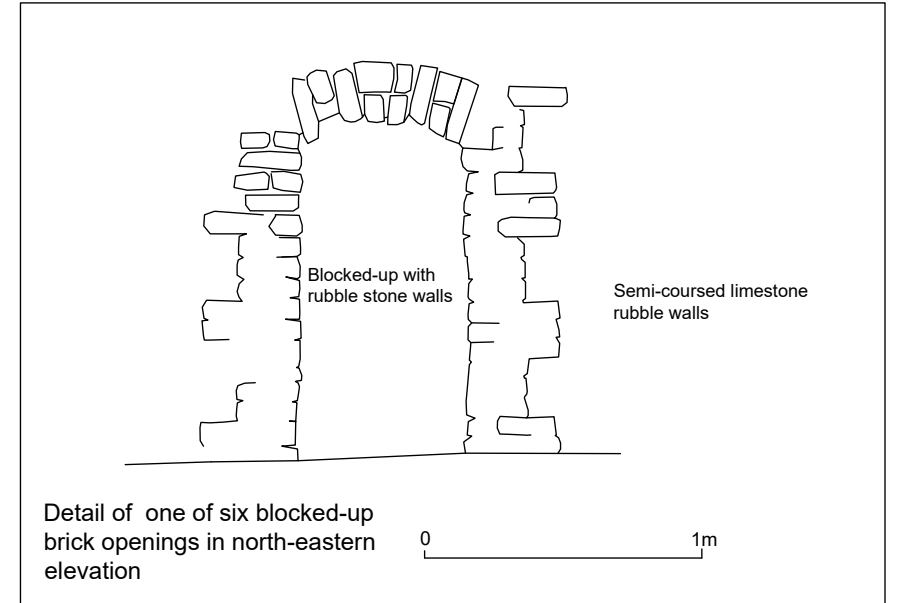 Blocked-up with
rubble stone walls
Semi-coursed limestone
rubble walls
Detail of  one of six blocked-up
brick openings in north-eastern
elevation
0
1m